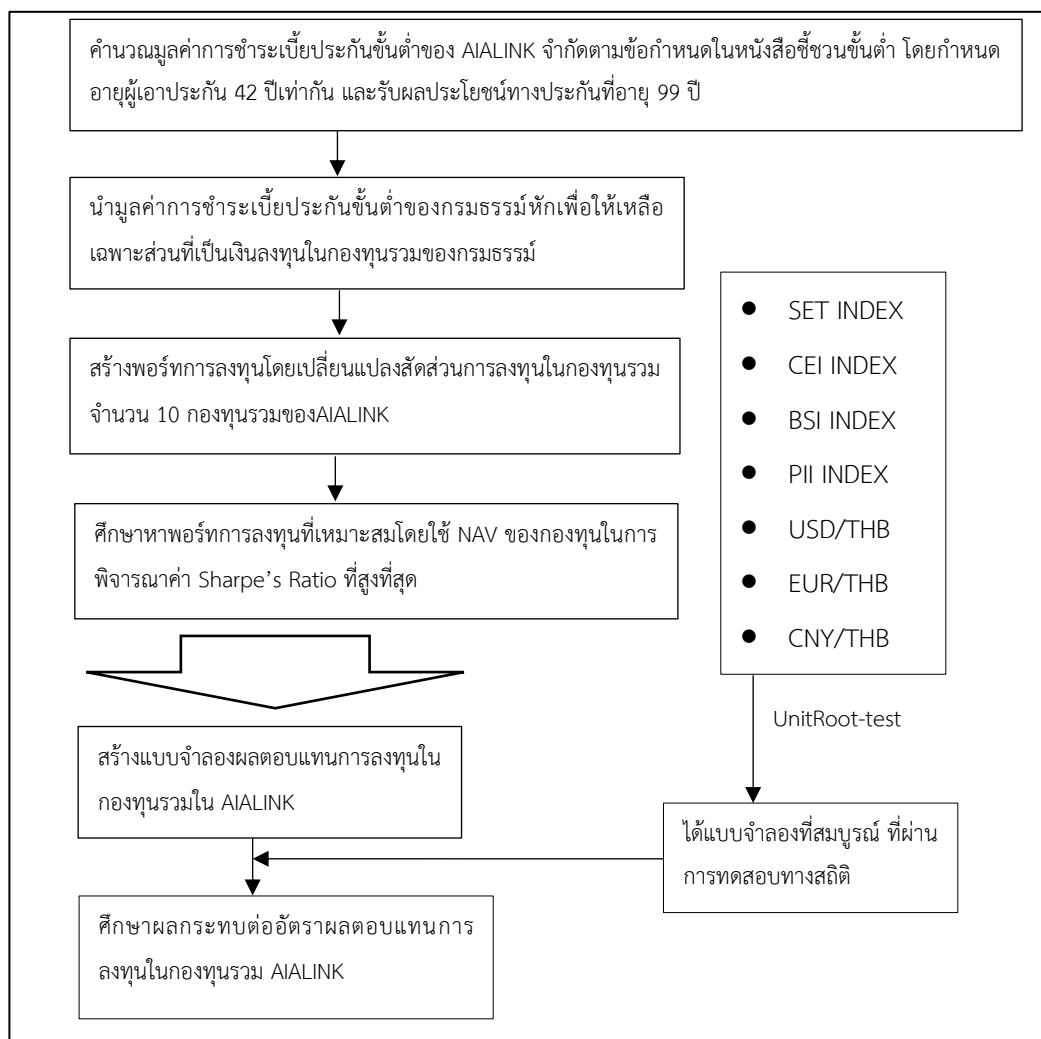 คำนวณมูลค่าการชำระเบี้ยประกันขั้นต่ำของ AIALINK จำกัดตามข้อกำหนดในหนังสือชี้ชวนขั้นต่ำ โดยกำหนด
อายุผู้เอาประกัน 42 ปีเท่ากัน และรับผลประโยชน์ทางประกันที่อายุ 99 ปี
นำมูลค่าการชำระเบี้ยประกันขั้นต่ำของกรมธรรม์หักเพื่อให้เหลือ
เฉพาะส่วนที่เป็นเงินลงทุนในกองทุนรวมของกรมธรรม์
สร้างพอร์ทการลงทุนโดยเปลี่ยนแปลงสัดส่วนการลงทุนในกองทุนรวม
จำนวน 10 กองทุนรวมของAIALINK
ศึกษาหาพอร์ทการลงทุนที่เหมาะสมโดยใช้ NAV ของกองทุนในการ
พิจารณาค่า Sharpe’s Ratio ที่สูงที่สุด
● SET INDEX
● CEI INDEX
● BSI INDEX
● PII INDEX
● USD/THB
● EUR/THB
● CNY/THB
UnitRoot-test
สร้างแบบจำลองผลตอบแทนการลงทุนใน
กองทุนรวมใน AIALINK
ได้แบบจำลองที่สมบูรณ์ ที่ผ่าน
การทดสอบทางสถิติ
ศึกษาผลกระทบต่ออัตราผลตอบแทนการ
ลงทุนในกองทุนรวม AIALINK